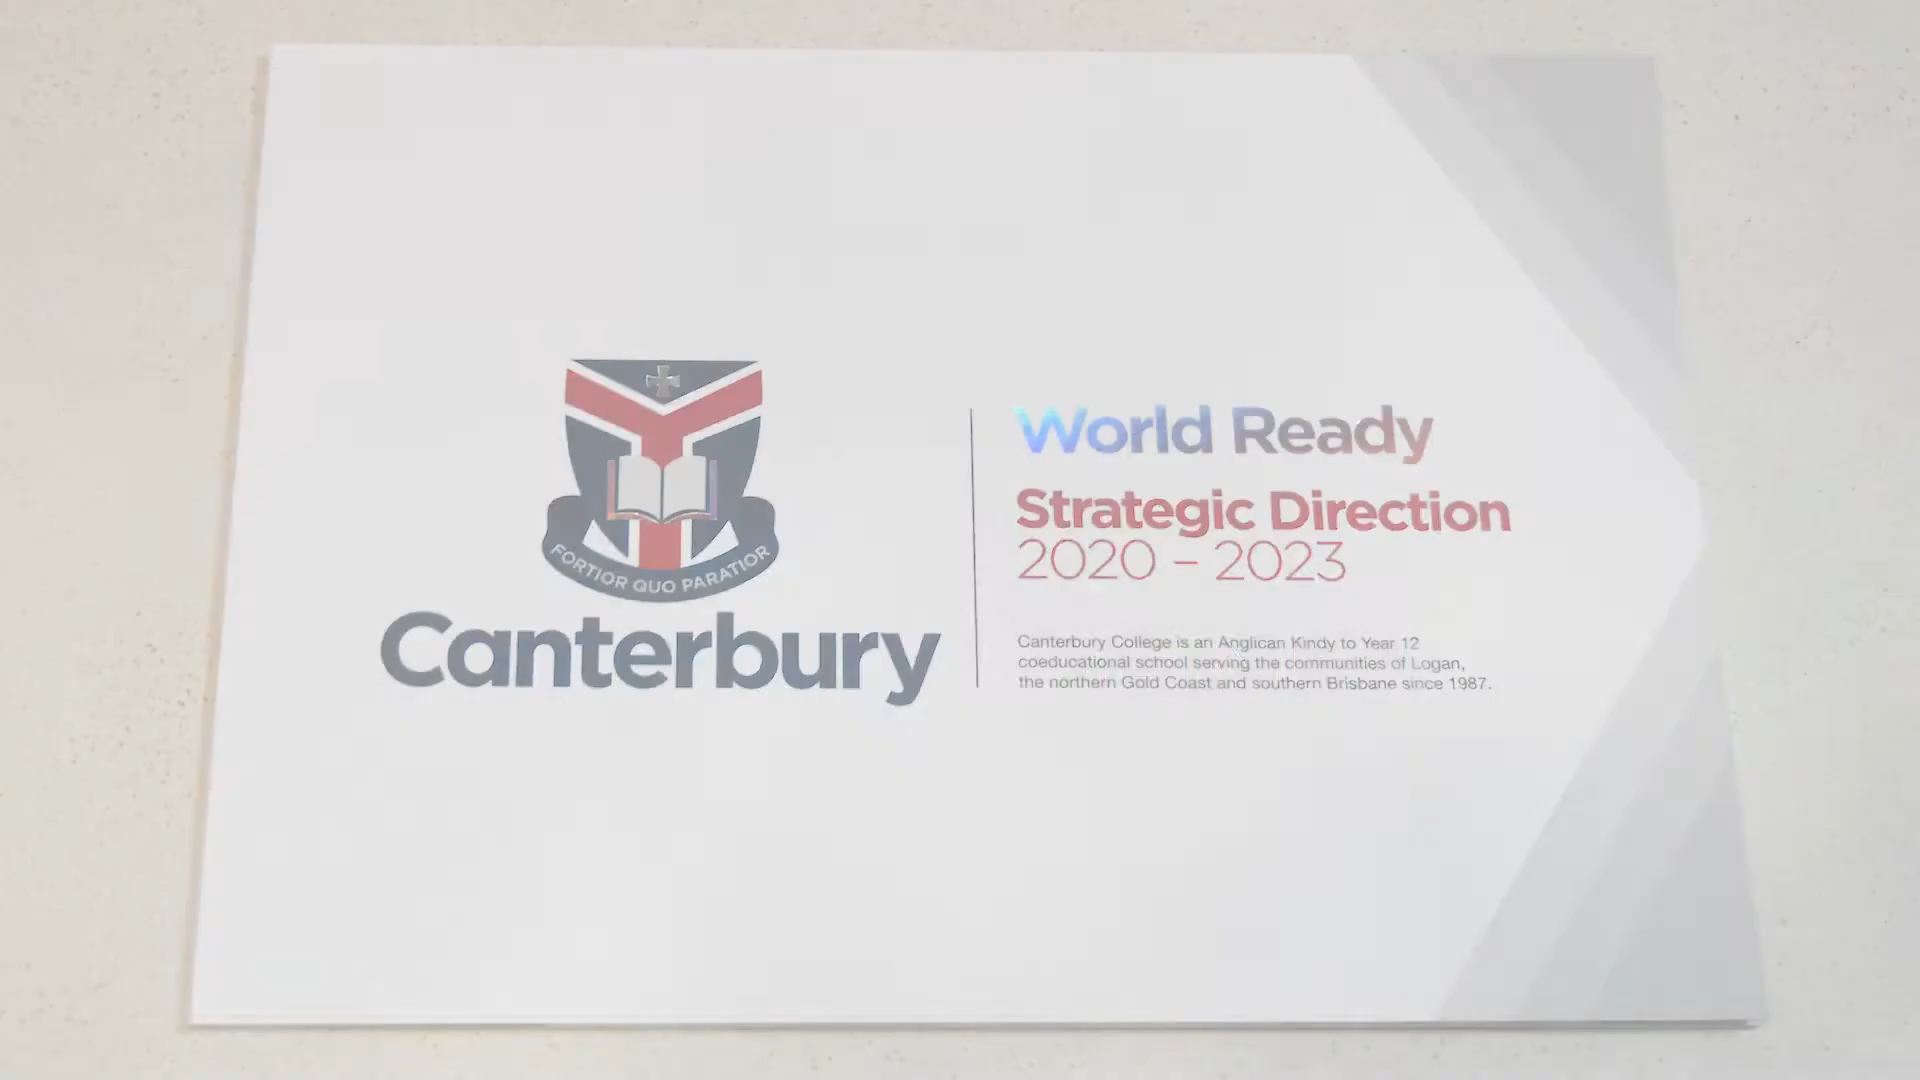 FORTIOR QUO PARATIOR
Canterbury
World Ready
Strategic Direction
2020 – 2023
Canterbury College is an Anglican Kindy to Year 12
coeducational school serving the communities of Logan,
the northern Gold Coast and southern Brisbane since 1987.